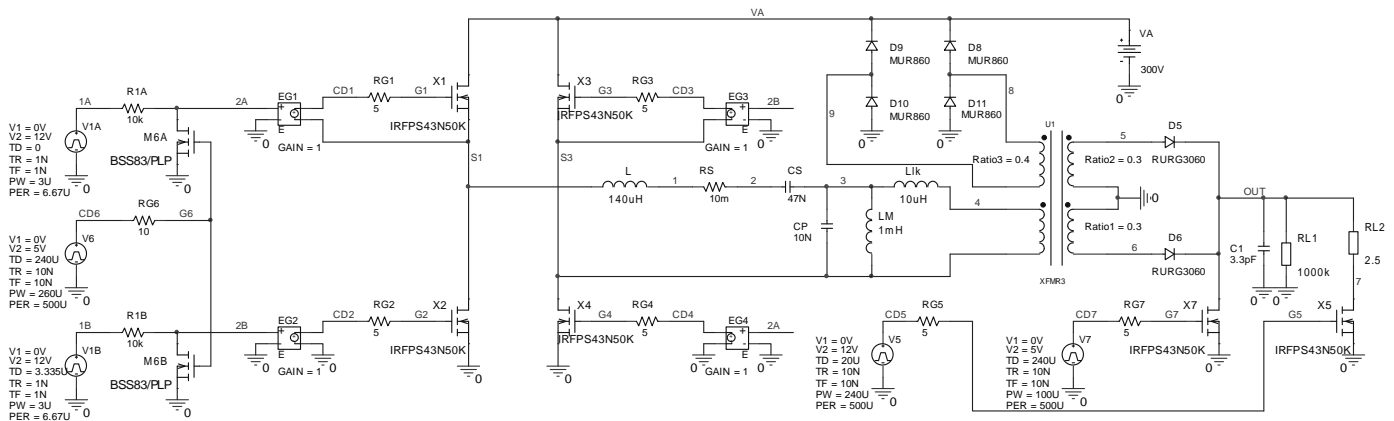 VA
D9
MUR860
D8
MUR860
VA
300V
0
RG1
5
X1
X3
RG3
5
EG1
CD1
G1
G3
CD3
EG3
2B
1A
R1A
10k
2A
E
GAIN = 1
0
IRFPS43N50K
IRFPS43N50K
E
GAIN = 1
0
D10
MUR860
D11
MUR860
9
8
V1 = 0V
V2 = 12V
TD = 0
TR = 1N
TF = 1N
PW = 3U
PER = 6.67U
V1A
0
M6A
BSS83/PLP
0
S1
S3
U1
Ratio3 = 0.4
Ratio2 = 0.3
5
D5
RURG3060
L
140uH
1
RS
10m
2
CS
47N
3
Llk
10uH
4
0
OUT
CD6
RG6
10
G6
V1 = 0V
V2 = 5V
TD = 240U
TR = 10N
TF = 10N
PW = 260U
PER = 500U
V6
0
CP
10N
LM
1mH
Ratio1 = 0.3
6
D6
RURG3060
XFMR3
C1
3.3pF
RL1
1000k
RL2
2.5
0
0
7
1B
R1B
10k
2B
EG2
E
GAIN = 1
0
0
CD2
RG2
5
G2
X2
IRFPS43N50K
0
X4
IRFPS43N50K
0
G4
RG4
5
CD4
EG4
2A
E
GAIN = 1
0
0
V1 = 0V
V2 = 12V
TD = 3.335U
TR = 1N
TF = 1N
PW = 3U
PER = 6.67U
V1B
0
M6B
BSS83/PLP
0
CD5
RG5
5
V1 = 0V
V2 = 12V
TD = 20U
TR = 10N
TF = 10N
PW = 240U
PER = 500U
V5
0
CD7
RG7
5
G7
X7
IRFPS43N50K
0
V1 = 0V
V2 = 5V
TD = 240U
TR = 10N
TF = 10N
PW = 100U
PER = 500U
V7
0
G5
X5
IRFPS43N50K
0